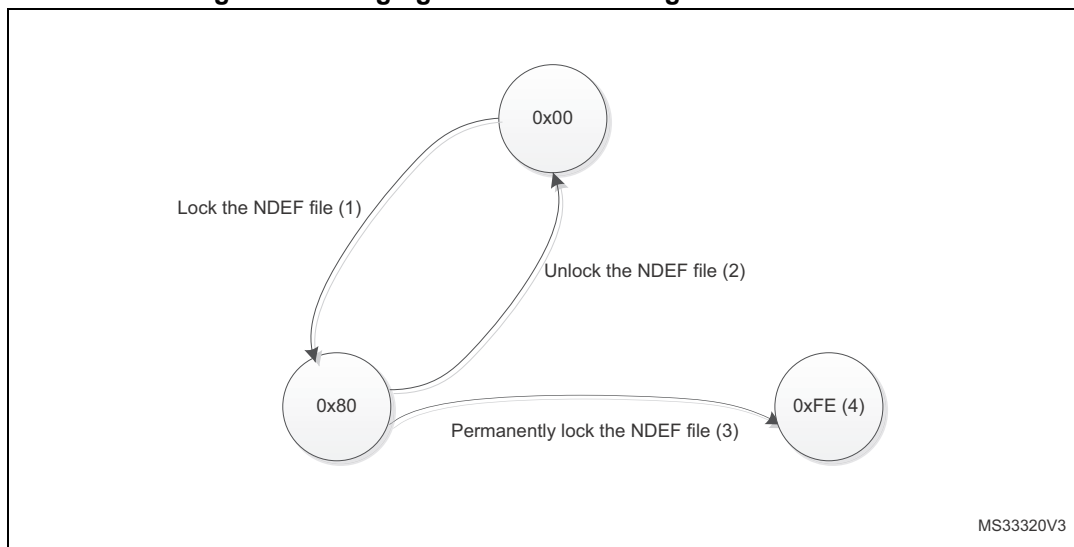 0x00
Lock the NDEF file (1)
Unlock the NDEF file (2)
0x80
0xFE (4)
Permanently lock the NDEF file (3)
MS33320V3